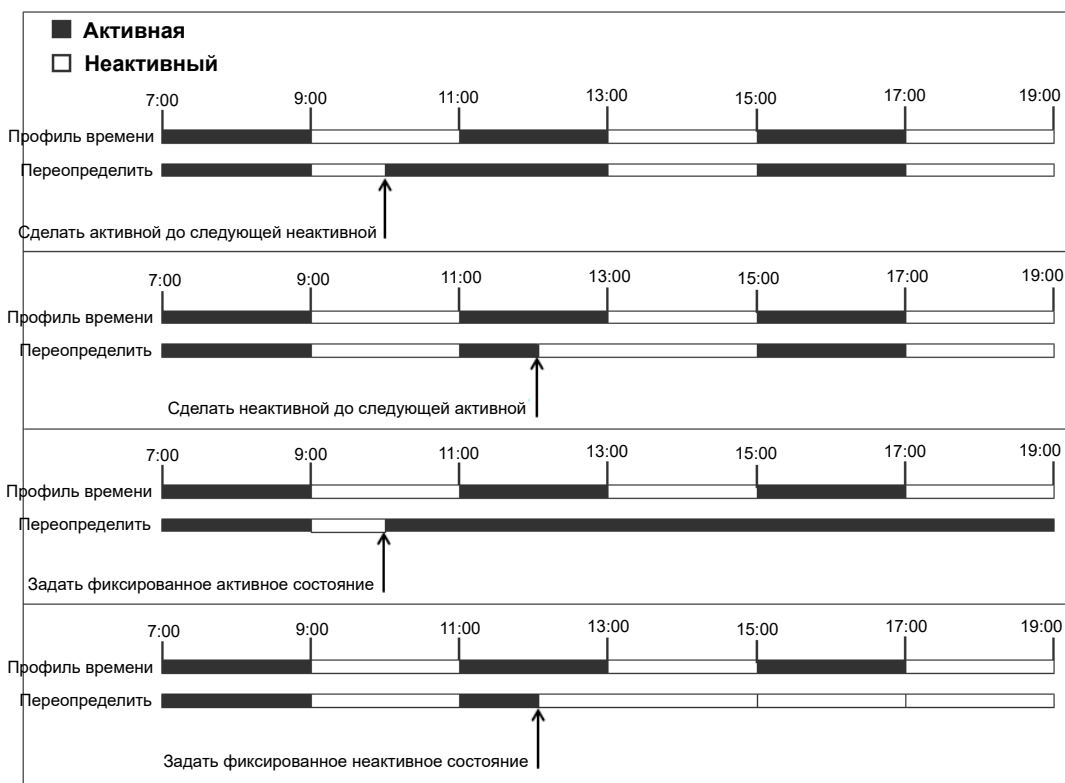 Активная
Неактивный
7:00 9:00 11:00 13:00 15:00 17:00 19:00
Профиль времени
Переопределить
Сделать активной до следующей неактивной
7:00 9:00 11:00 13:00 15:00 17:00 19:00
Профиль времени
Переопределить
Сделать неактивной до следующей активной
7:00 9:00 11:00 13:00 15:00 17:00 19:00
Профиль времени
Переопределить
Задать фиксированное активное состояние
7:00 9:00 11:00 13:00 15:00 17:00 19:00
Профиль времени
Переопределить
Задать фиксированное неактивное состояние